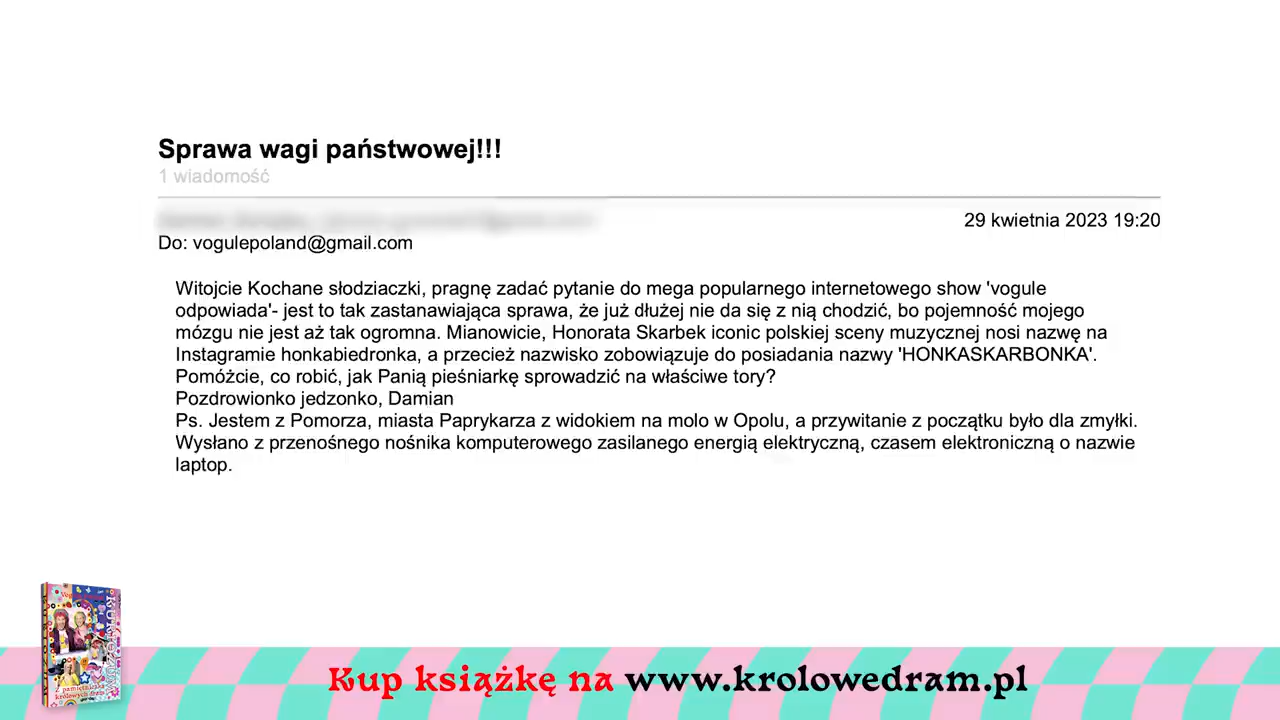 Sprawa wagi państwowej!!!
1 wiadomość
29 kwietnia 2023 19:20
Do: vogulepoland@gmail.com
Witojcie Kochane słodziaczki, pragnę zadać pytanie do mega popularnego internetowego show 'vogule
odpowiada'- jest to tak zastanawiająca sprawa, że już dłużej nie da się z nią chodzić, bo pojemność mojego
mózgu nie jest aż tak ogromna. Mianowicie, Honorata Skarbek iconic polskiej sceny muzycznej nosi nazwę na
Instagramie honkabiedronka, a przecież nazwisko zobowiązuje do posiadania nazwy 'HONKASKARBONKA'.
Pomóżcie, co robić, jak Panią pieśniarkę sprowadzić na właściwe tory?
Pozdrowionko jedzonko, Damian
Ps. Jestem z Pomorza, miasta Paprykarza z widokiem na molo w Opolu, a przywitanie z początku było dla zmyłki.
Wysłano z przenośnego nośnika komputerowego zasilanego energią elektryczną, czasem elektroniczną o nazwie
laptop.
Z pamiętnika
królowych dram
Kup książkę na www.krolowedram.pl